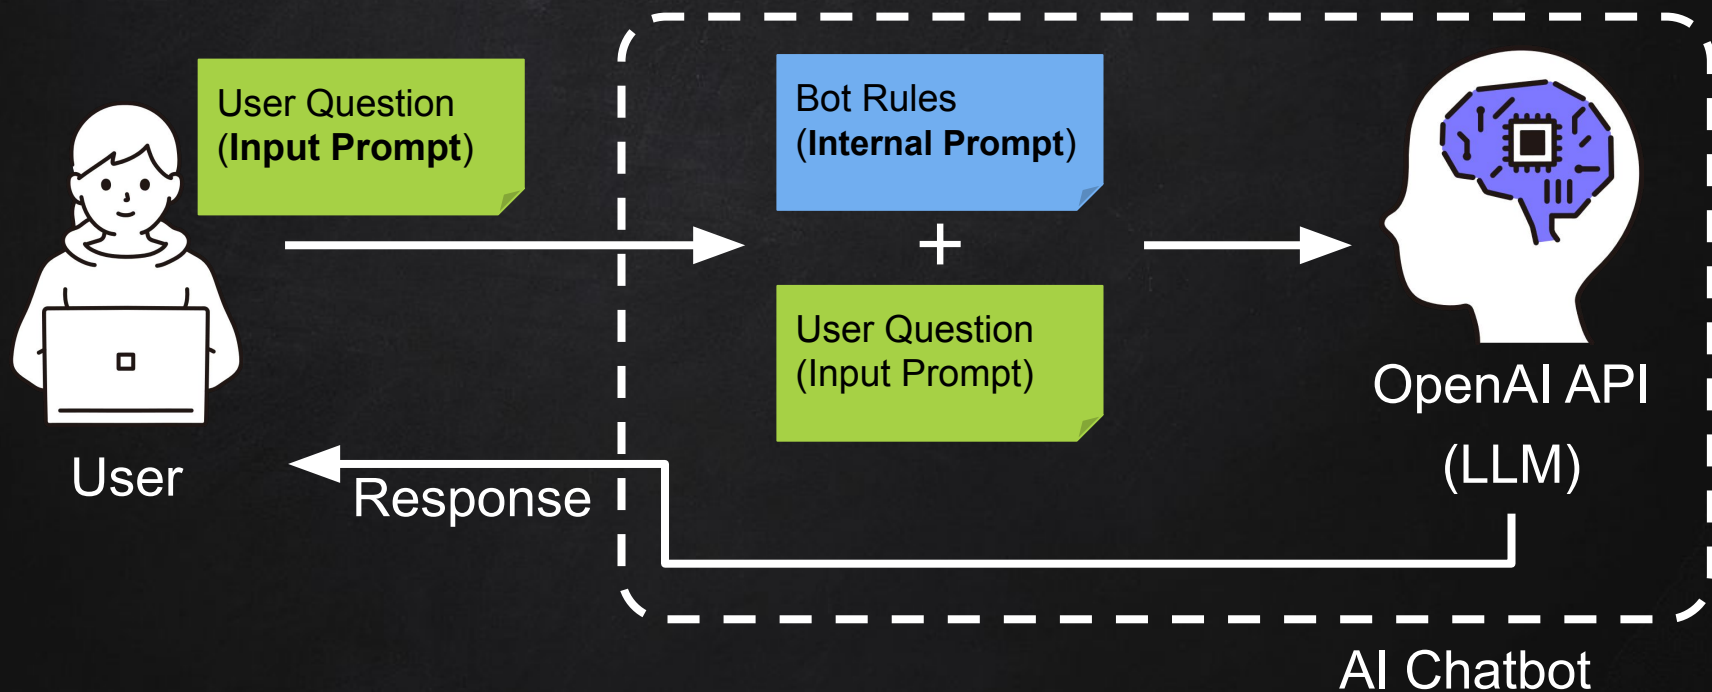 User Question
(Input Prompt)
Bot Rules
(Internal Prompt)
+
User Question
(Input Prompt)
OpenAI API
(LLM)
User
Response
AI Chatbot